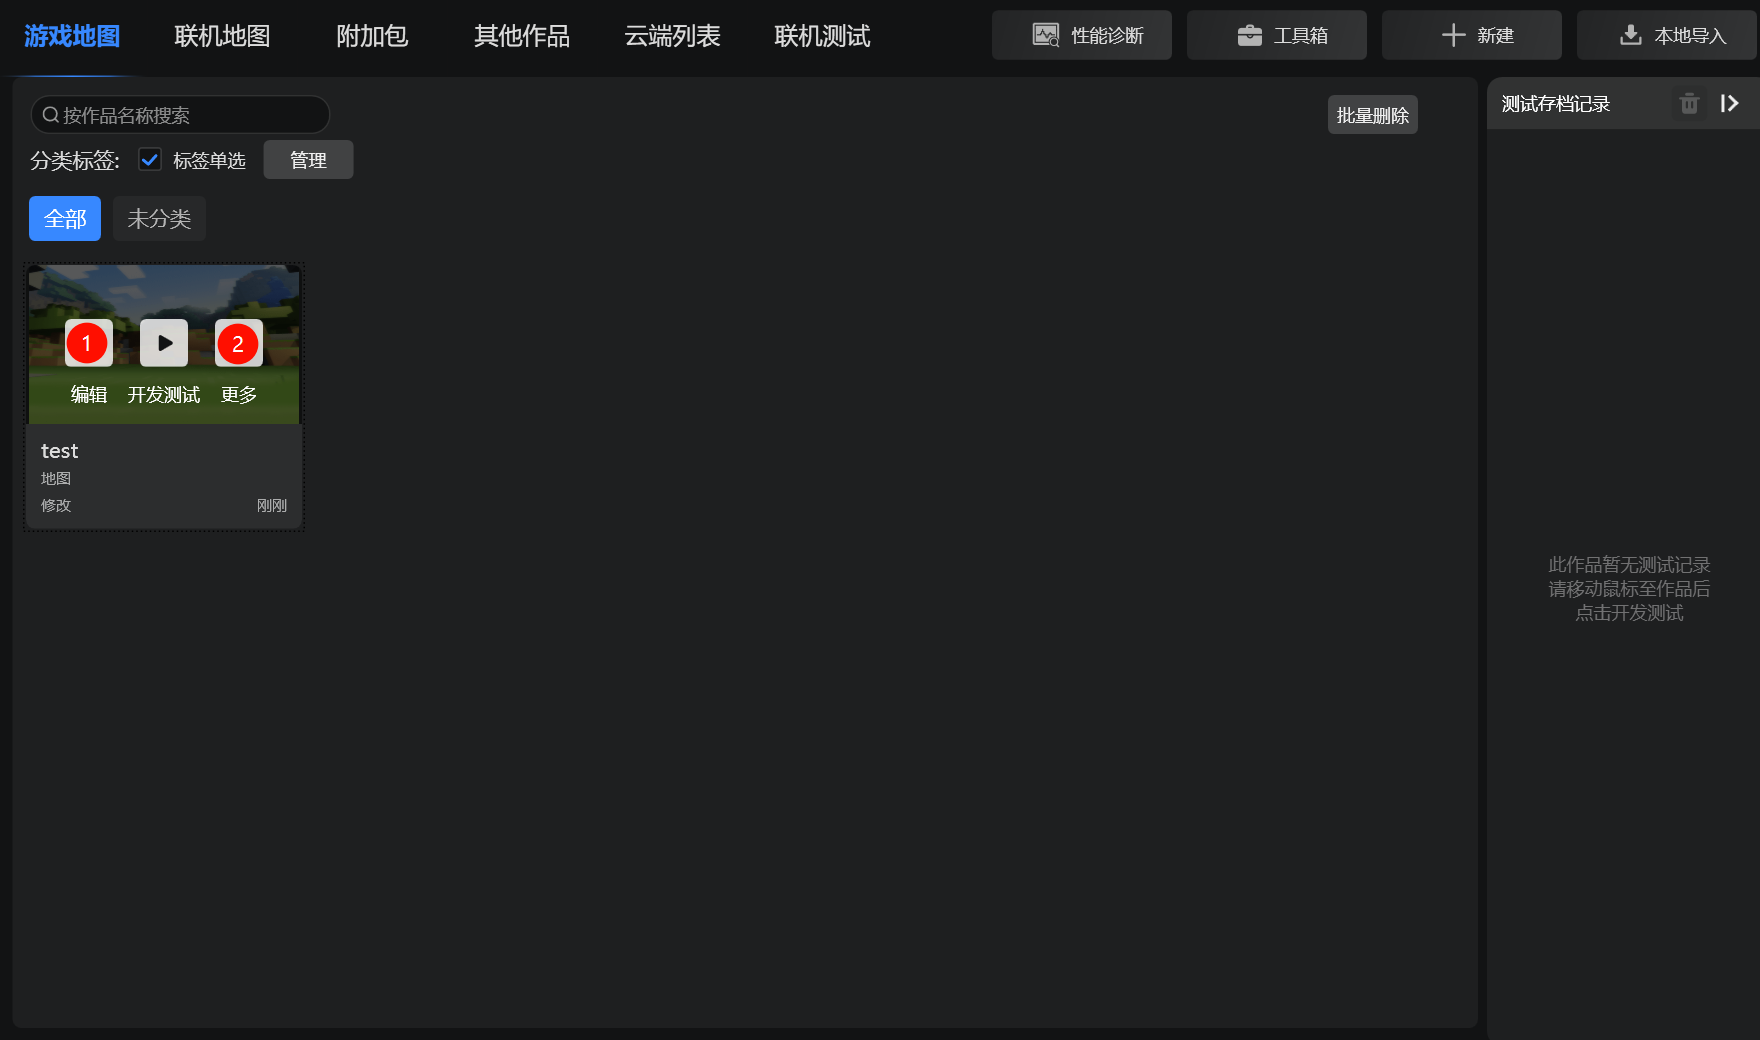 游戏地图 联机地图 附加包 其他作品 云端列表 联机测试 性能诊断 工具箱 新建 本地导入
按作品名称搜索 批量删除
分类标签: 标签单选 管理
全部 未分类
1 2
编辑 开发测试 更多
test
地图
修改 刚刚
测试存档记录
此作品暂无测试记录
请移动鼠标至作品后
点击开发测试